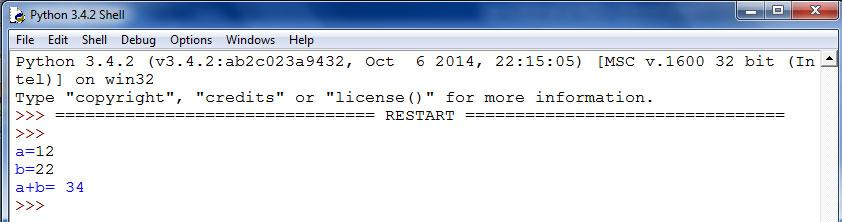 Python 3.4.2 Shell
File Edit Shell Debug Options Windows Help
Python 3.4.2 (v3.4.2:ab2c023a9432, Oct  6 2014, 22:15:05) [MSC v.1600 32 bit (In
tel)] on win32
Type "copyright", "credits" or "license()" for more information.
>>> ================================ RESTART ================================
>>>
a=12
b=22
a+b= 34
>>>